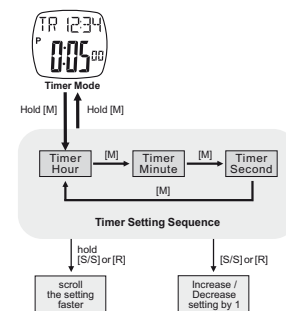 TR 12:34
P
0:05 00
Timer Mode
Hold [M] Hold [M]
Timer Hour
[M]
Timer Minute
[M]
Timer Second
[M]
Timer Setting Sequence
hold [S/S] or [R]
[S/S] or [R]
scroll
the setting
faster
Increase /
Decrease
setting by 1